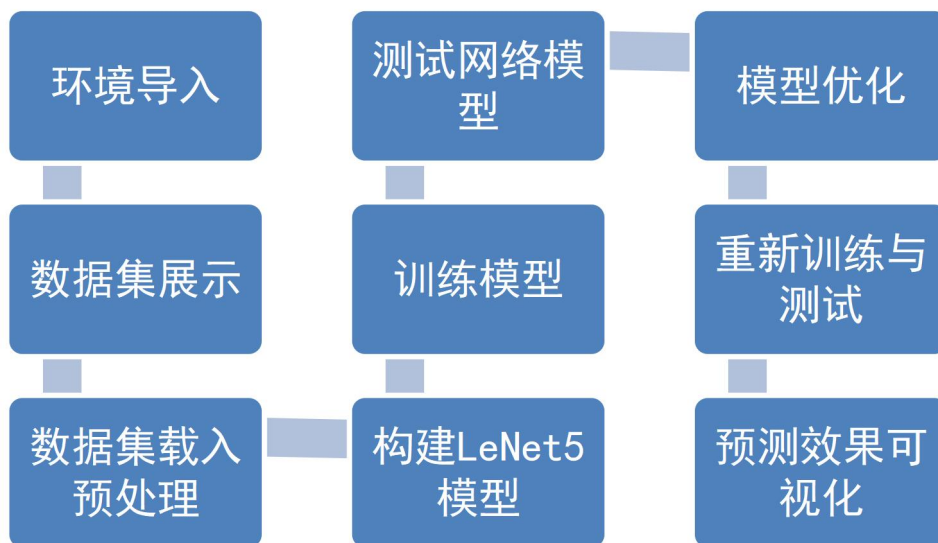 环境导入
数据集展示
数据集载入
预处理
构建LeNet5
模型
训练模型
测试网络模
型
模型优化
重新训练与
测试
预测效果可
视化